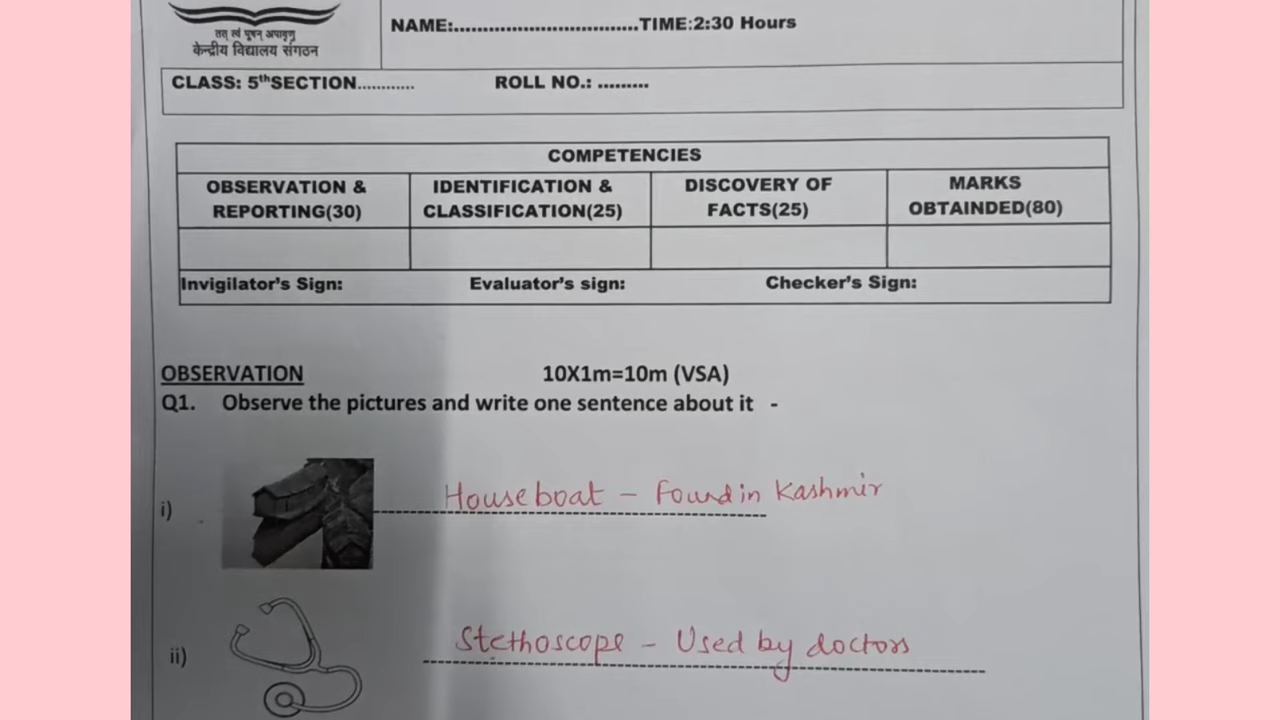 तत् त्वं पूषन् अपावृणु
केन्द्रीय विद्यालय संगठन
NAME:................................TIME:2:30 Hours
CLASS: 5thSECTION............ ROLL NO.: .........
COMPETENCIES
OBSERVATION & REPORTING(30)
IDENTIFICATION & CLASSIFICATION(25)
DISCOVERY OF FACTS(25)
MARKS OBTAINDED(80)
Invigilator's Sign: Evaluator's sign: Checker's Sign:
OBSERVATION 10X1m=10m (VSA)
Q1. Observe the pictures and write one sentence about it -
i) Houseboat - Found in Kashmir
ii) Stethoscope - Used by doctors